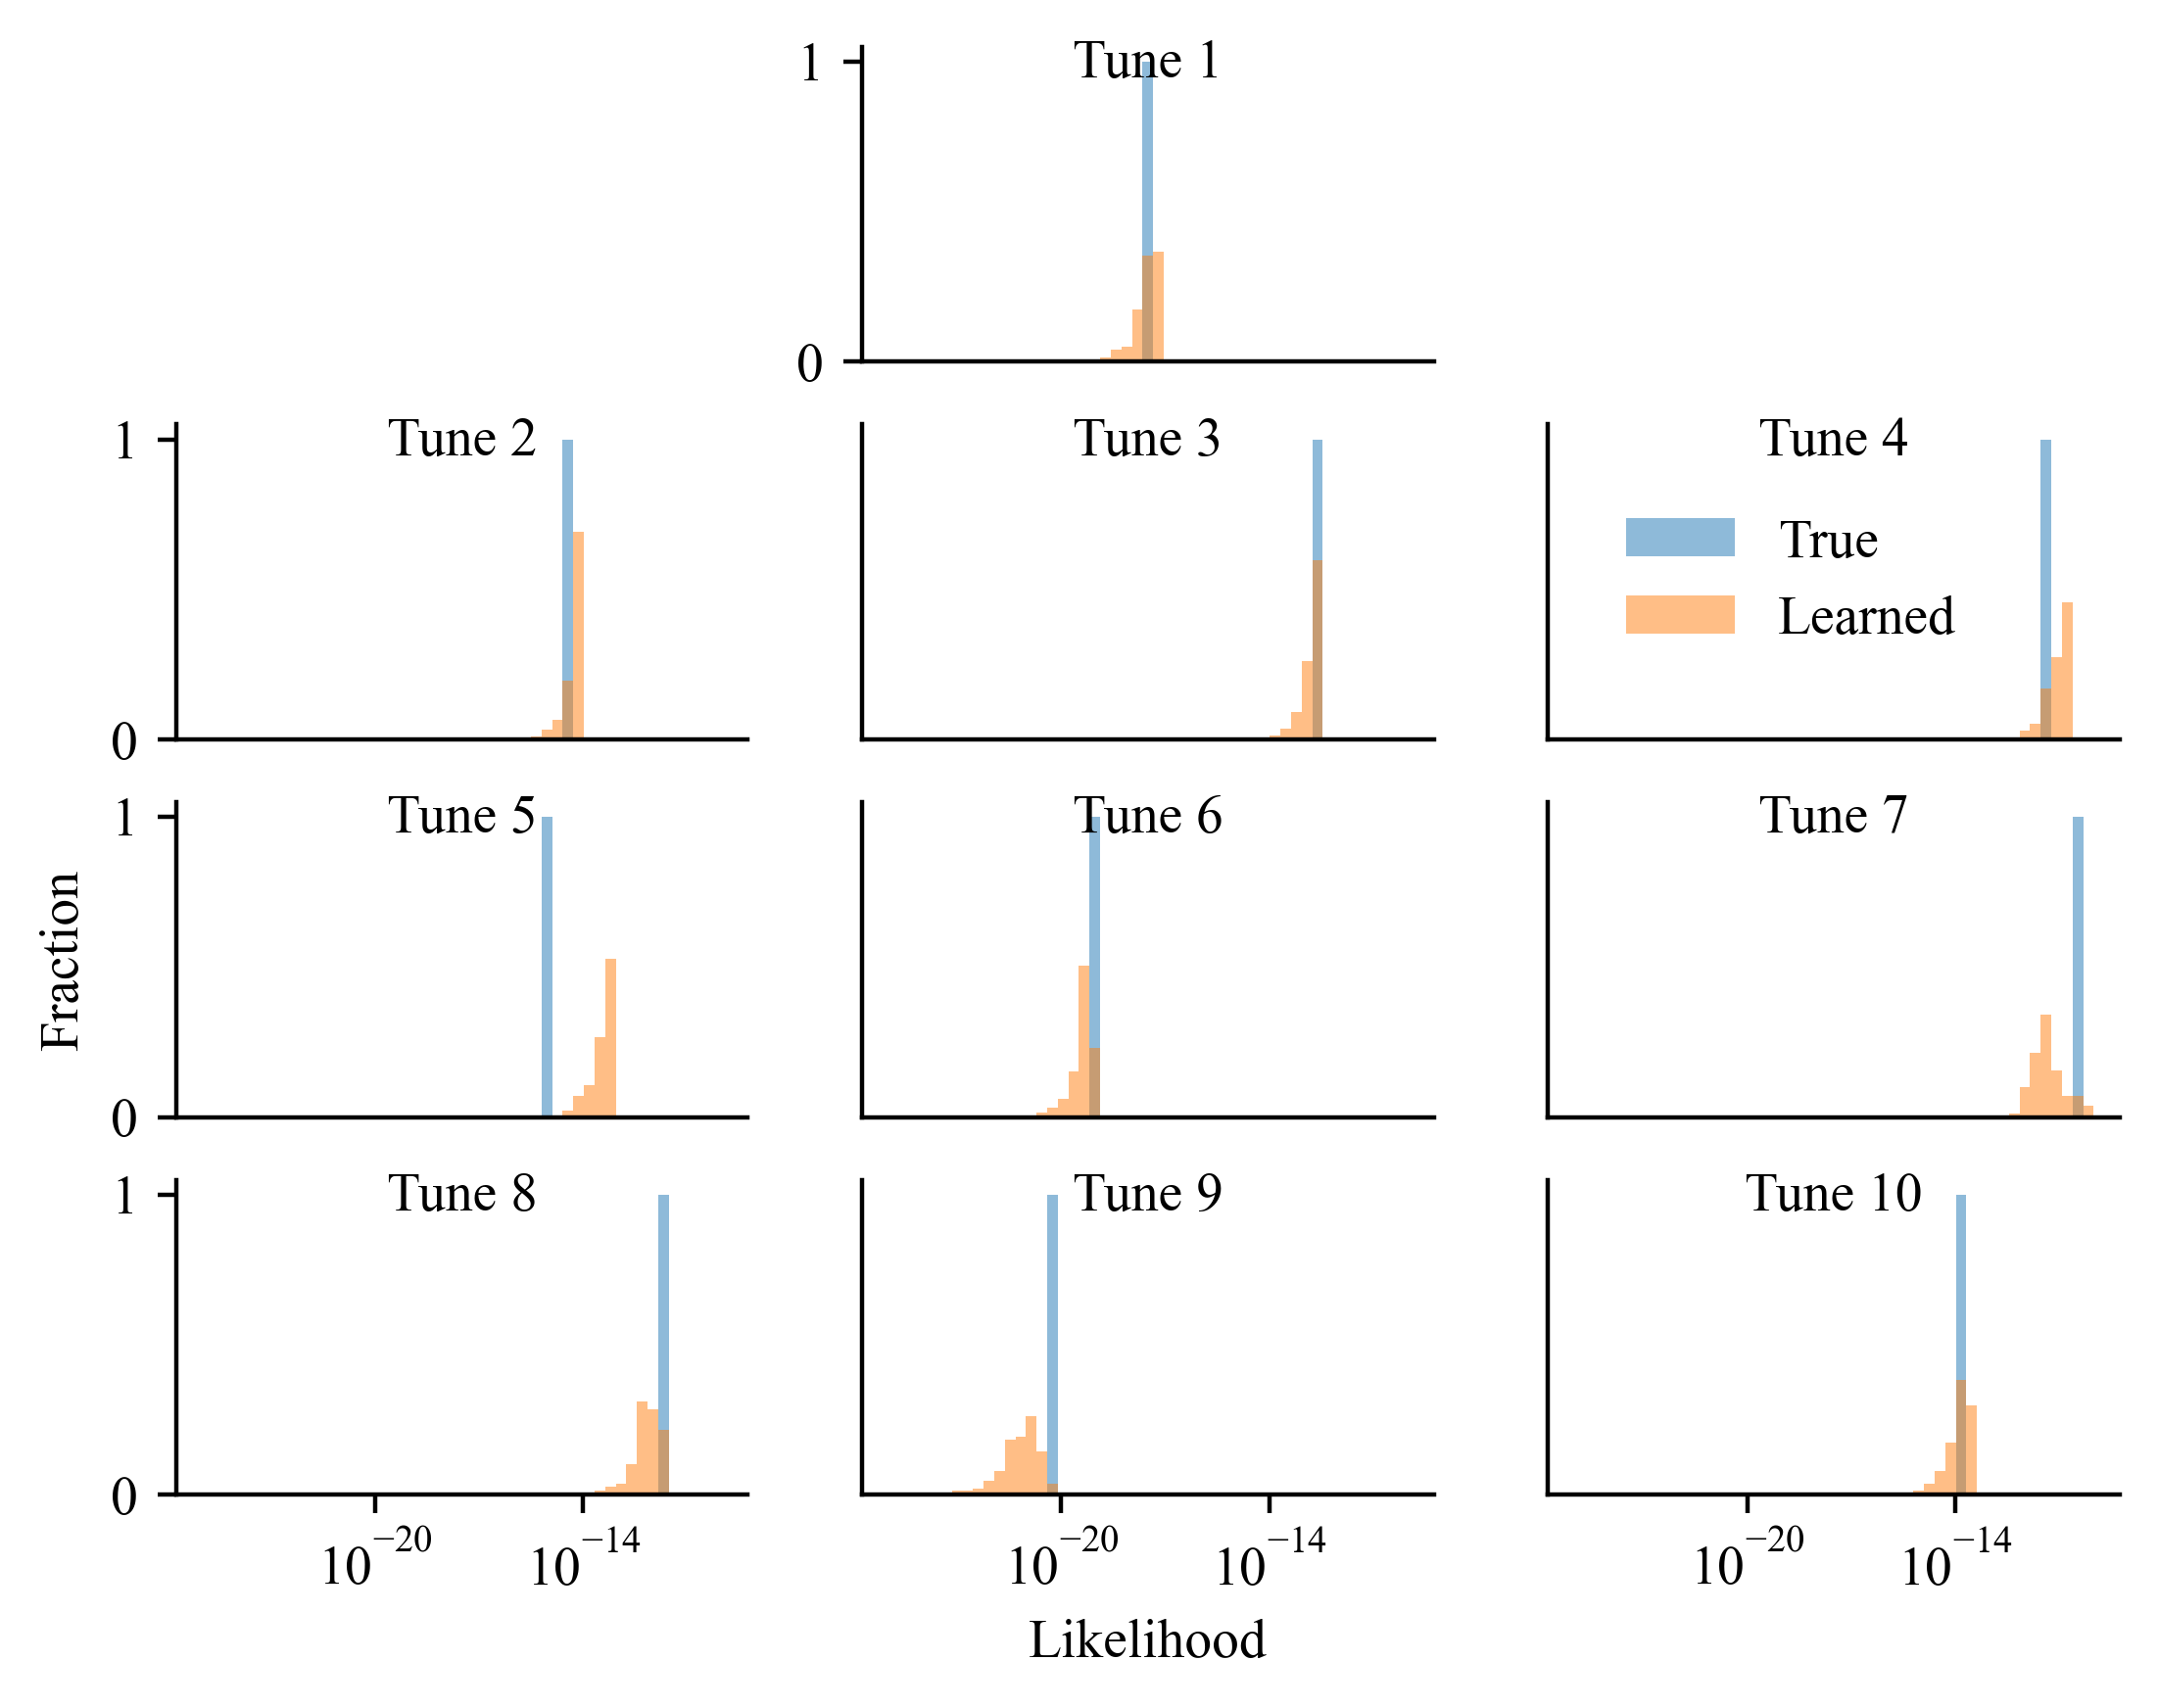 Tune 1
1
0
Tune 2
Tune 3
Tune 4
1
0
True
Learned
Tune 5
Tune 6
Tune 7
1
0
Fraction
Tune 8
Tune 9
Tune 10
1
0
10⁻²⁰ 10⁻¹⁴ 10⁻²⁰ 10⁻¹⁴ 10⁻²⁰ 10⁻¹⁴
Likelihood